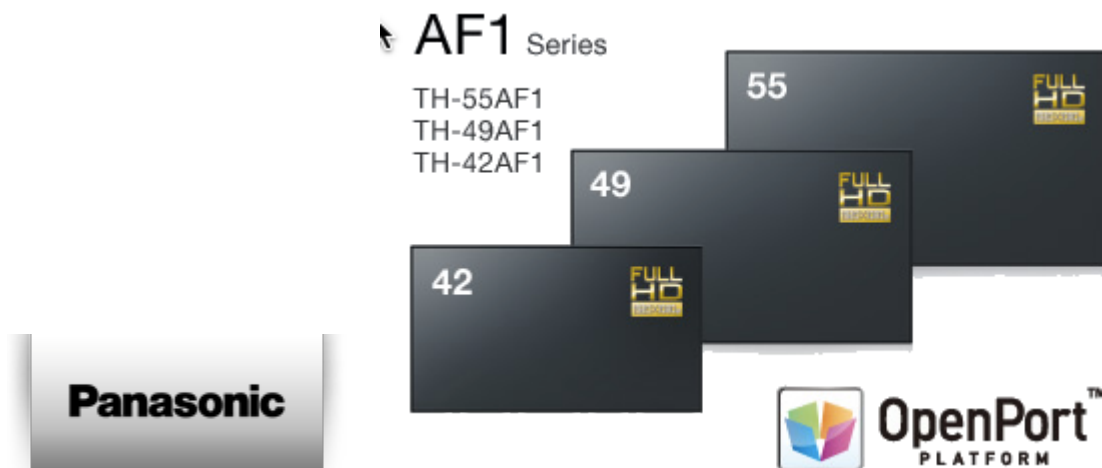 AF1 Series
TH-55AF1
TH-49AF1
TH-42AF1
55
FULL
HD
49
FULL
HD
42
FULL
HD
Panasonic
OpenPort™
PLATFORM